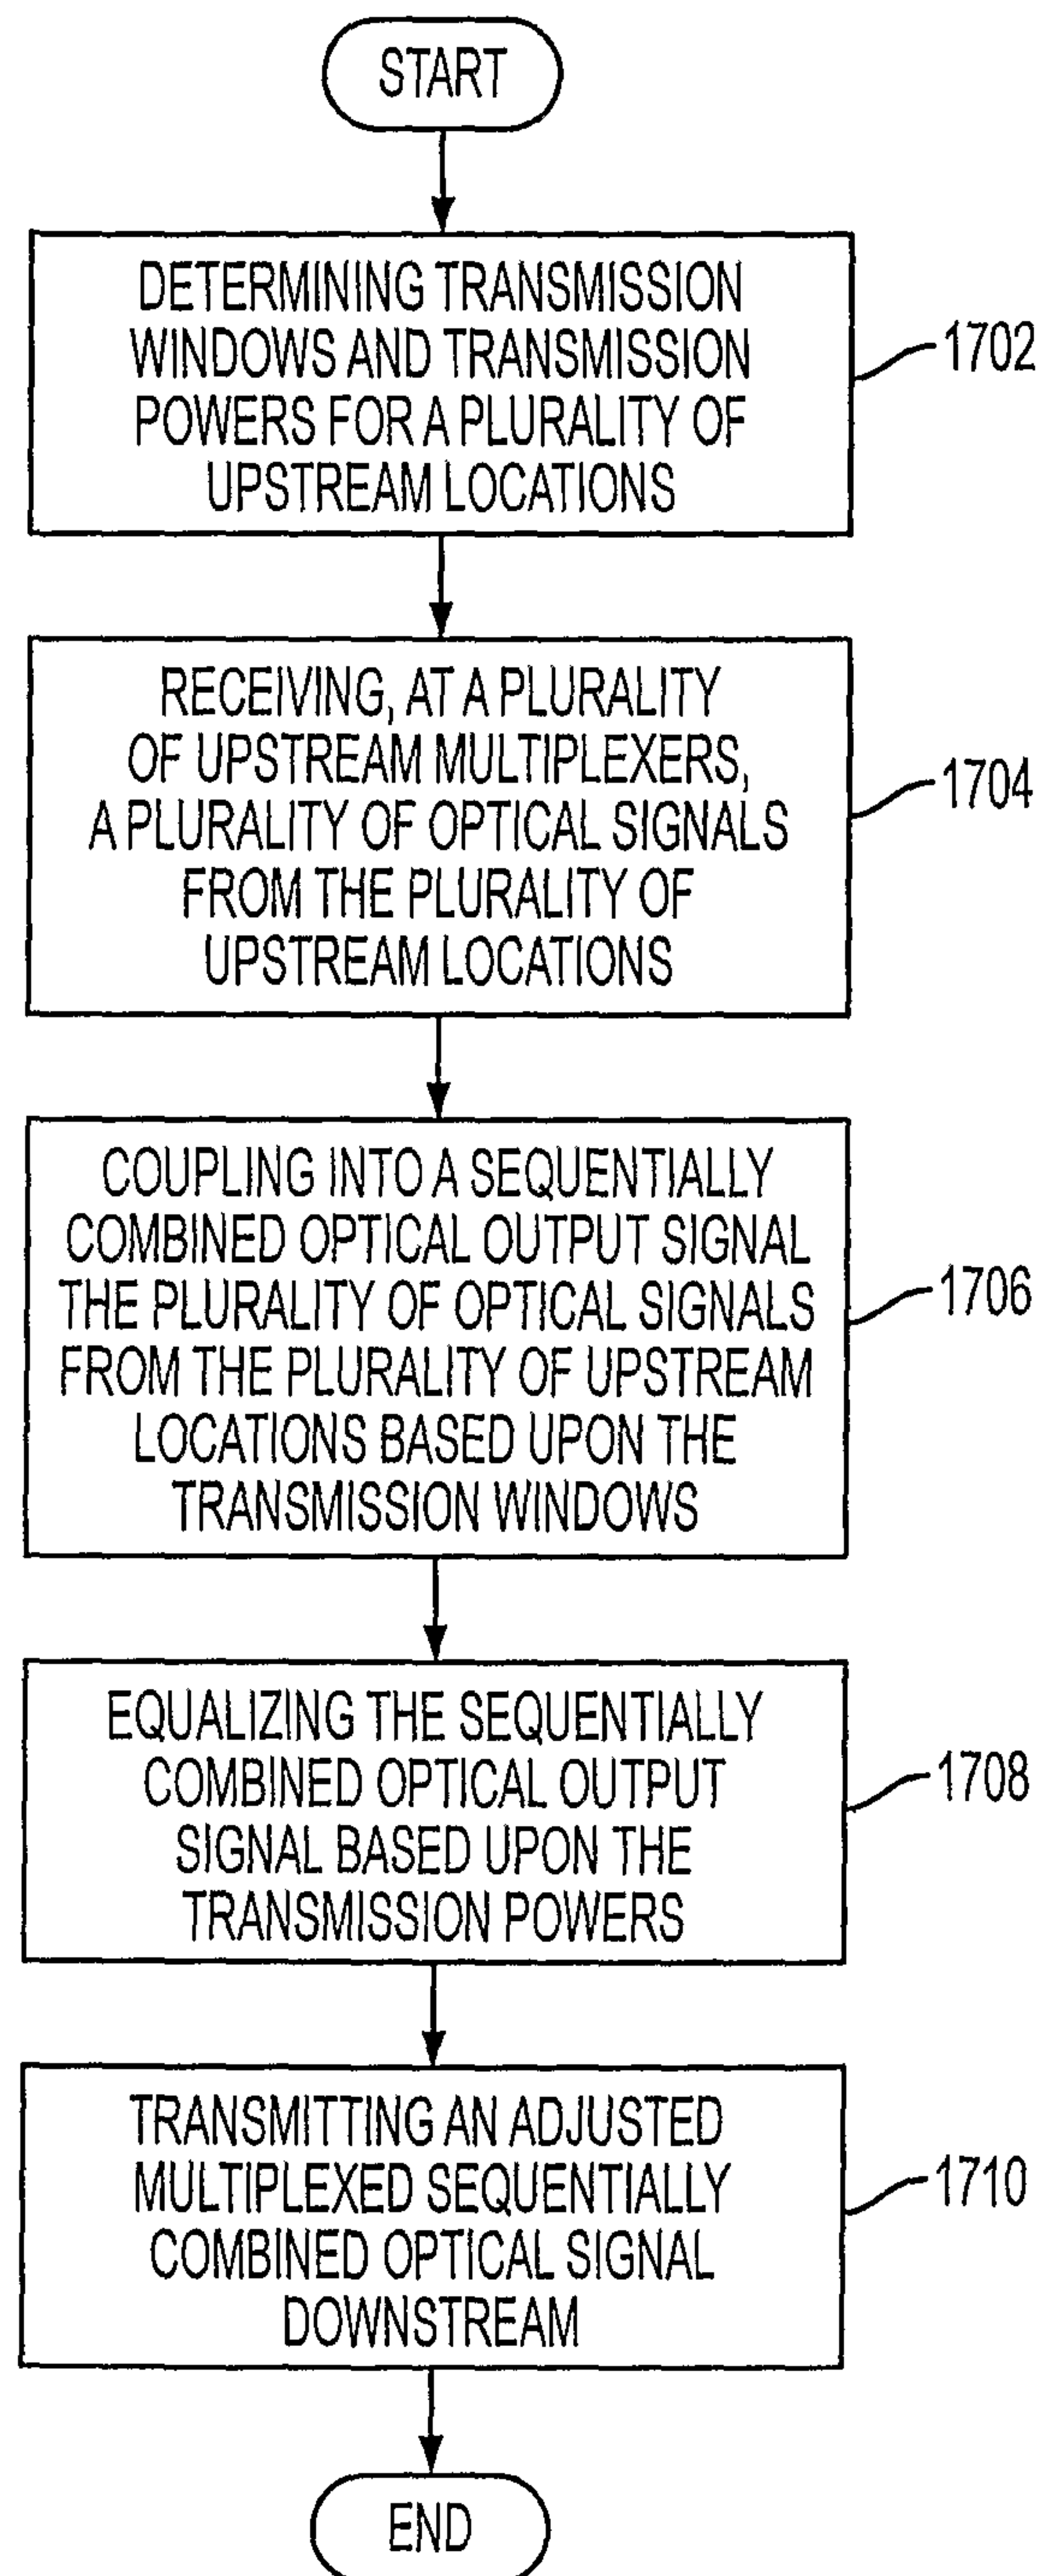 START
DETERMINING TRANSMISSION
WINDOWS AND TRANSMISSION
POWERS FOR A PLURALITY OF
UPSTREAM LOCATIONS
1702
RECEIVING, AT A PLURALITY
OF UPSTREAM MULTIPLEXERS,
A PLURALITY OF OPTICAL SIGNALS
FROM THE PLURALITY OF
UPSTREAM LOCATIONS
1704
COUPLING INTO A SEQUENTIALLY
COMBINED OPTICAL OUTPUT SIGNAL
THE PLURALITY OF OPTICAL SIGNALS
FROM THE PLURALITY OF UPSTREAM
LOCATIONS BASED UPON THE
TRANSMISSION WINDOWS
1706
EQUALIZING THE SEQUENTIALLY
COMBINED OPTICAL OUTPUT
SIGNAL BASED UPON THE
TRANSMISSION POWERS
1708
TRANSMITTING AN ADJUSTED
MULTIPLEXED SEQUENTIALLY
COMBINED OPTICAL SIGNAL
DOWNSTREAM
1710
END